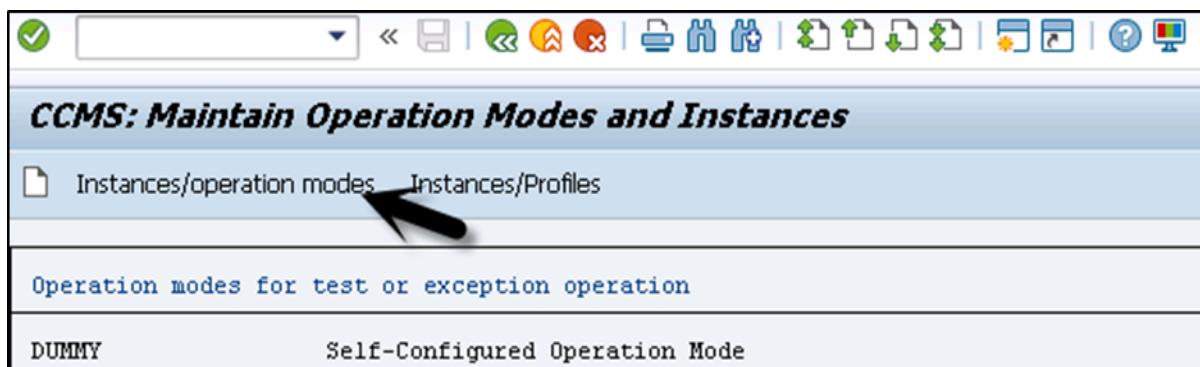 CCMS: Maintain Operation Modes and Instances
Instances/operation modes Instances/Profiles
Operation modes for test or exception operation
DUMMY Self-Configured Operation Mode